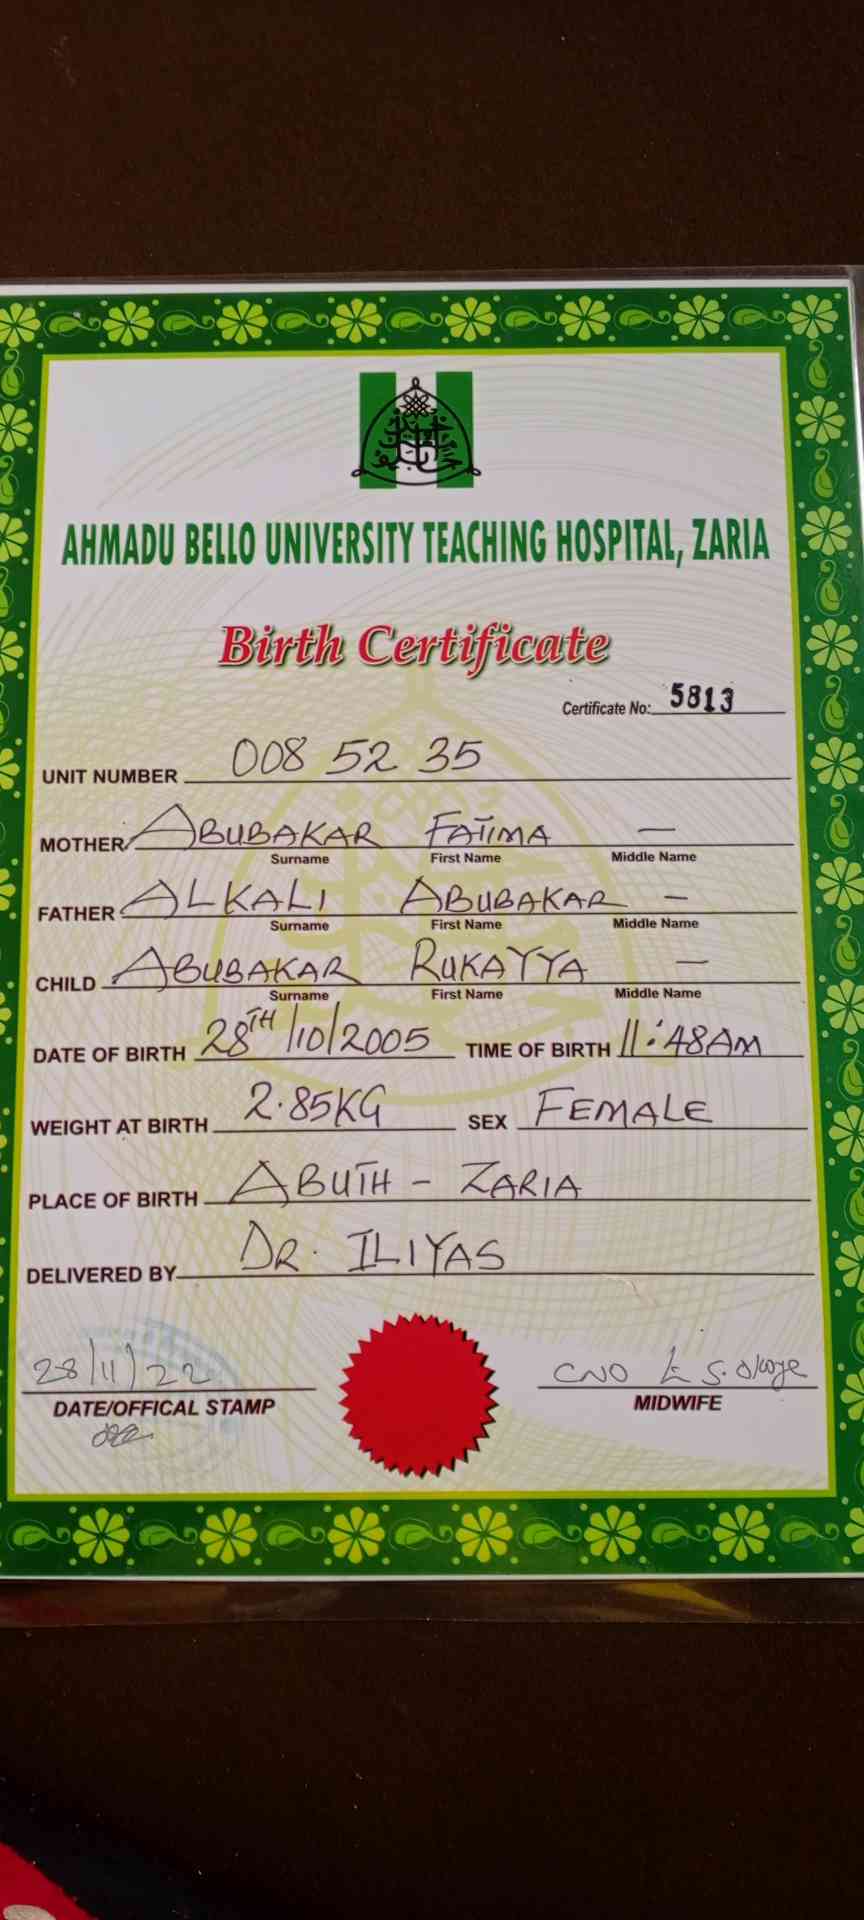 AHMADU BELLO UNIVERSITY TEACHING HOSPITAL, ZARIA
Birth Certificate
Certificate No: 5813
UNIT NUMBER 008 52 35
MOTHER ABUBAKAR FATIMA —
Surname First Name Middle Name
FATHER ALKALI ABUBAKAR —
Surname First Name Middle Name
CHILD ABUBAKAR RUKAYYA —
Surname First Name Middle Name
DATE OF BIRTH 28TH/10/2005 TIME OF BIRTH 11:48AM
WEIGHT AT BIRTH 2.85KG SEX FEMALE
PLACE OF BIRTH ABUTH - ZARIA
DELIVERED BY DR. ILIYAS
28/11/22 CNO S. Okoye
DATE/OFFICAL STAMP MIDWIFE